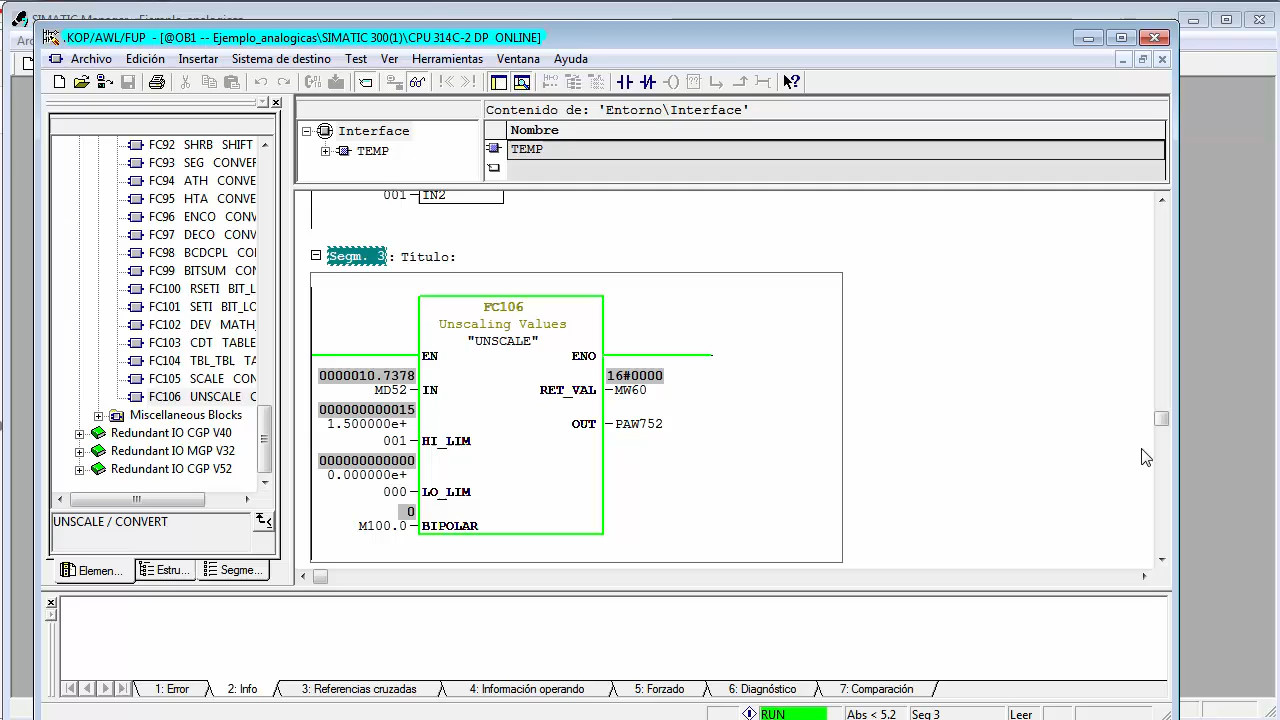 SIMATIC Manager - Ejemplo_analogicas
KOP/AWL/FUP - [@OB1 -- Ejemplo_analogicas\SIMATIC 300(1)\CPU 314C-2 DP ONLINE]
Archivo Edición Insertar Sistema de destino Test Ver Herramientas Ventana Ayuda
Contenido de: 'Entorno\Interface'
Interface
Nombre
TEMP
TEMP
FC92 SHRB SHIFT
FC93 SEG CONVER
FC94 ATH CONVE
FC95 HTA CONVE
FC96 ENCO CON
FC97 DECO CONV
FC98 BCDCPL CO
FC99 BITSUM CON
FC100 RSETI BIT_L
FC101 SETI BIT_LO
FC102 DEV MATH_
FC103 CDT TABLE
FC104 TBL_TBL TA
FC105 SCALE CON
FC106 UNSCALE C
Miscellaneous Blocks
Redundant IO CGP V40
Redundant IO MGP V32
Redundant IO CGP V52
UNSCALE / CONVERT
Elemen...
Estru...
Segme...
001 IN2
Segm. 3 : Título:
FC106
Unscaling Values
"UNSCALE"
EN ENO
0000010.7378 16#0000
MD52 IN RET_VAL MW60
000000000015
1.500000e+ OUT PAW752
001 HI_LIM
000000000000
0.000000e+
000 LO_LIM
0
M100.0 BIPOLAR
1: Error 2: Info 3: Referencias cruzadas 4: Información operando 5: Forzado 6: Diagnóstico 7: Comparación
RUN Abs < 5.2 Seg 3 Leer